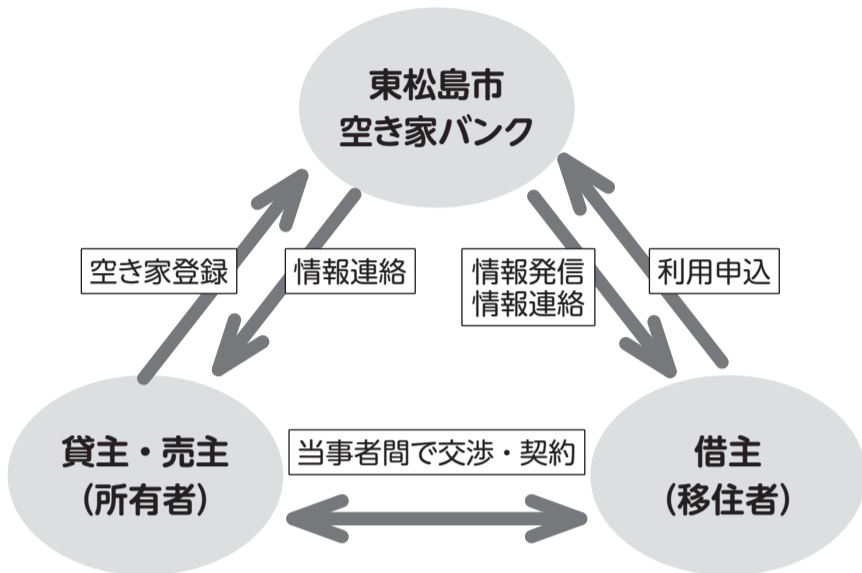 東松島市
空き家バンク
空き家登録
情報連絡
情報発信
情報連絡
利用申込
貸主・売主
(所有者)
当事者間で交渉・契約
借主
(移住者)